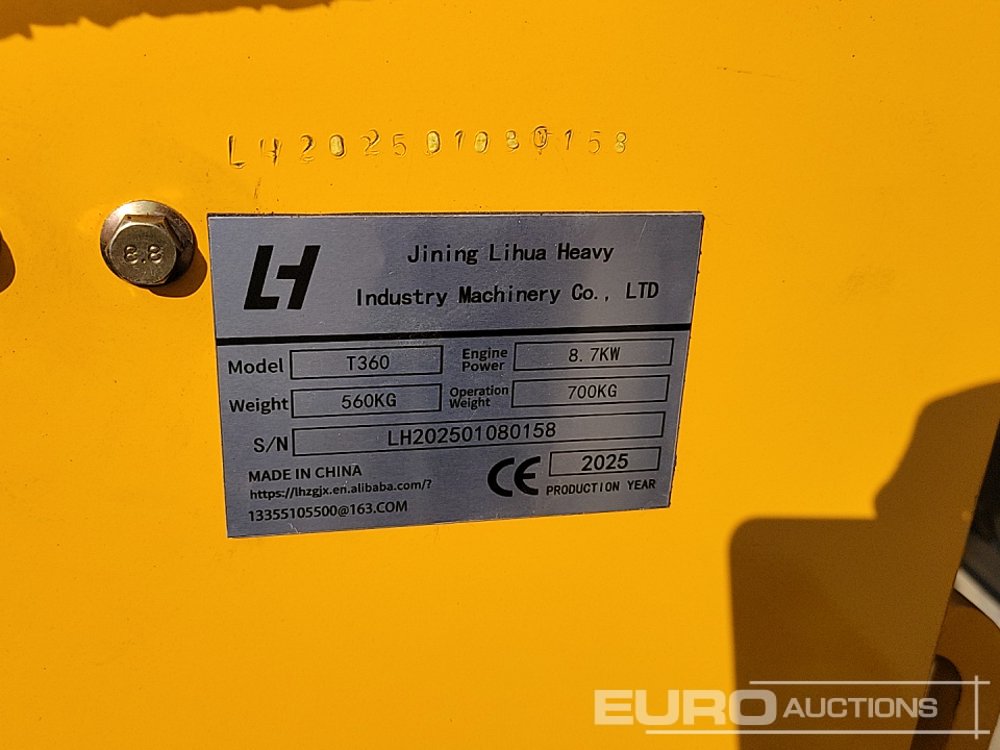 LH202501080158
8.8
LH
Jining Lihua Heavy
Industry Machinery Co., LTD
Model T360 Engine Power 8.7KW
Weight 560KG Operation Weight 700KG
S/N LH202501080158
MADE IN CHINA
https://lhzgjx.en.alibaba.com/?
13355105500@163.COM
CE 2025
PRODUCTION YEAR
EURO AUCTIONS